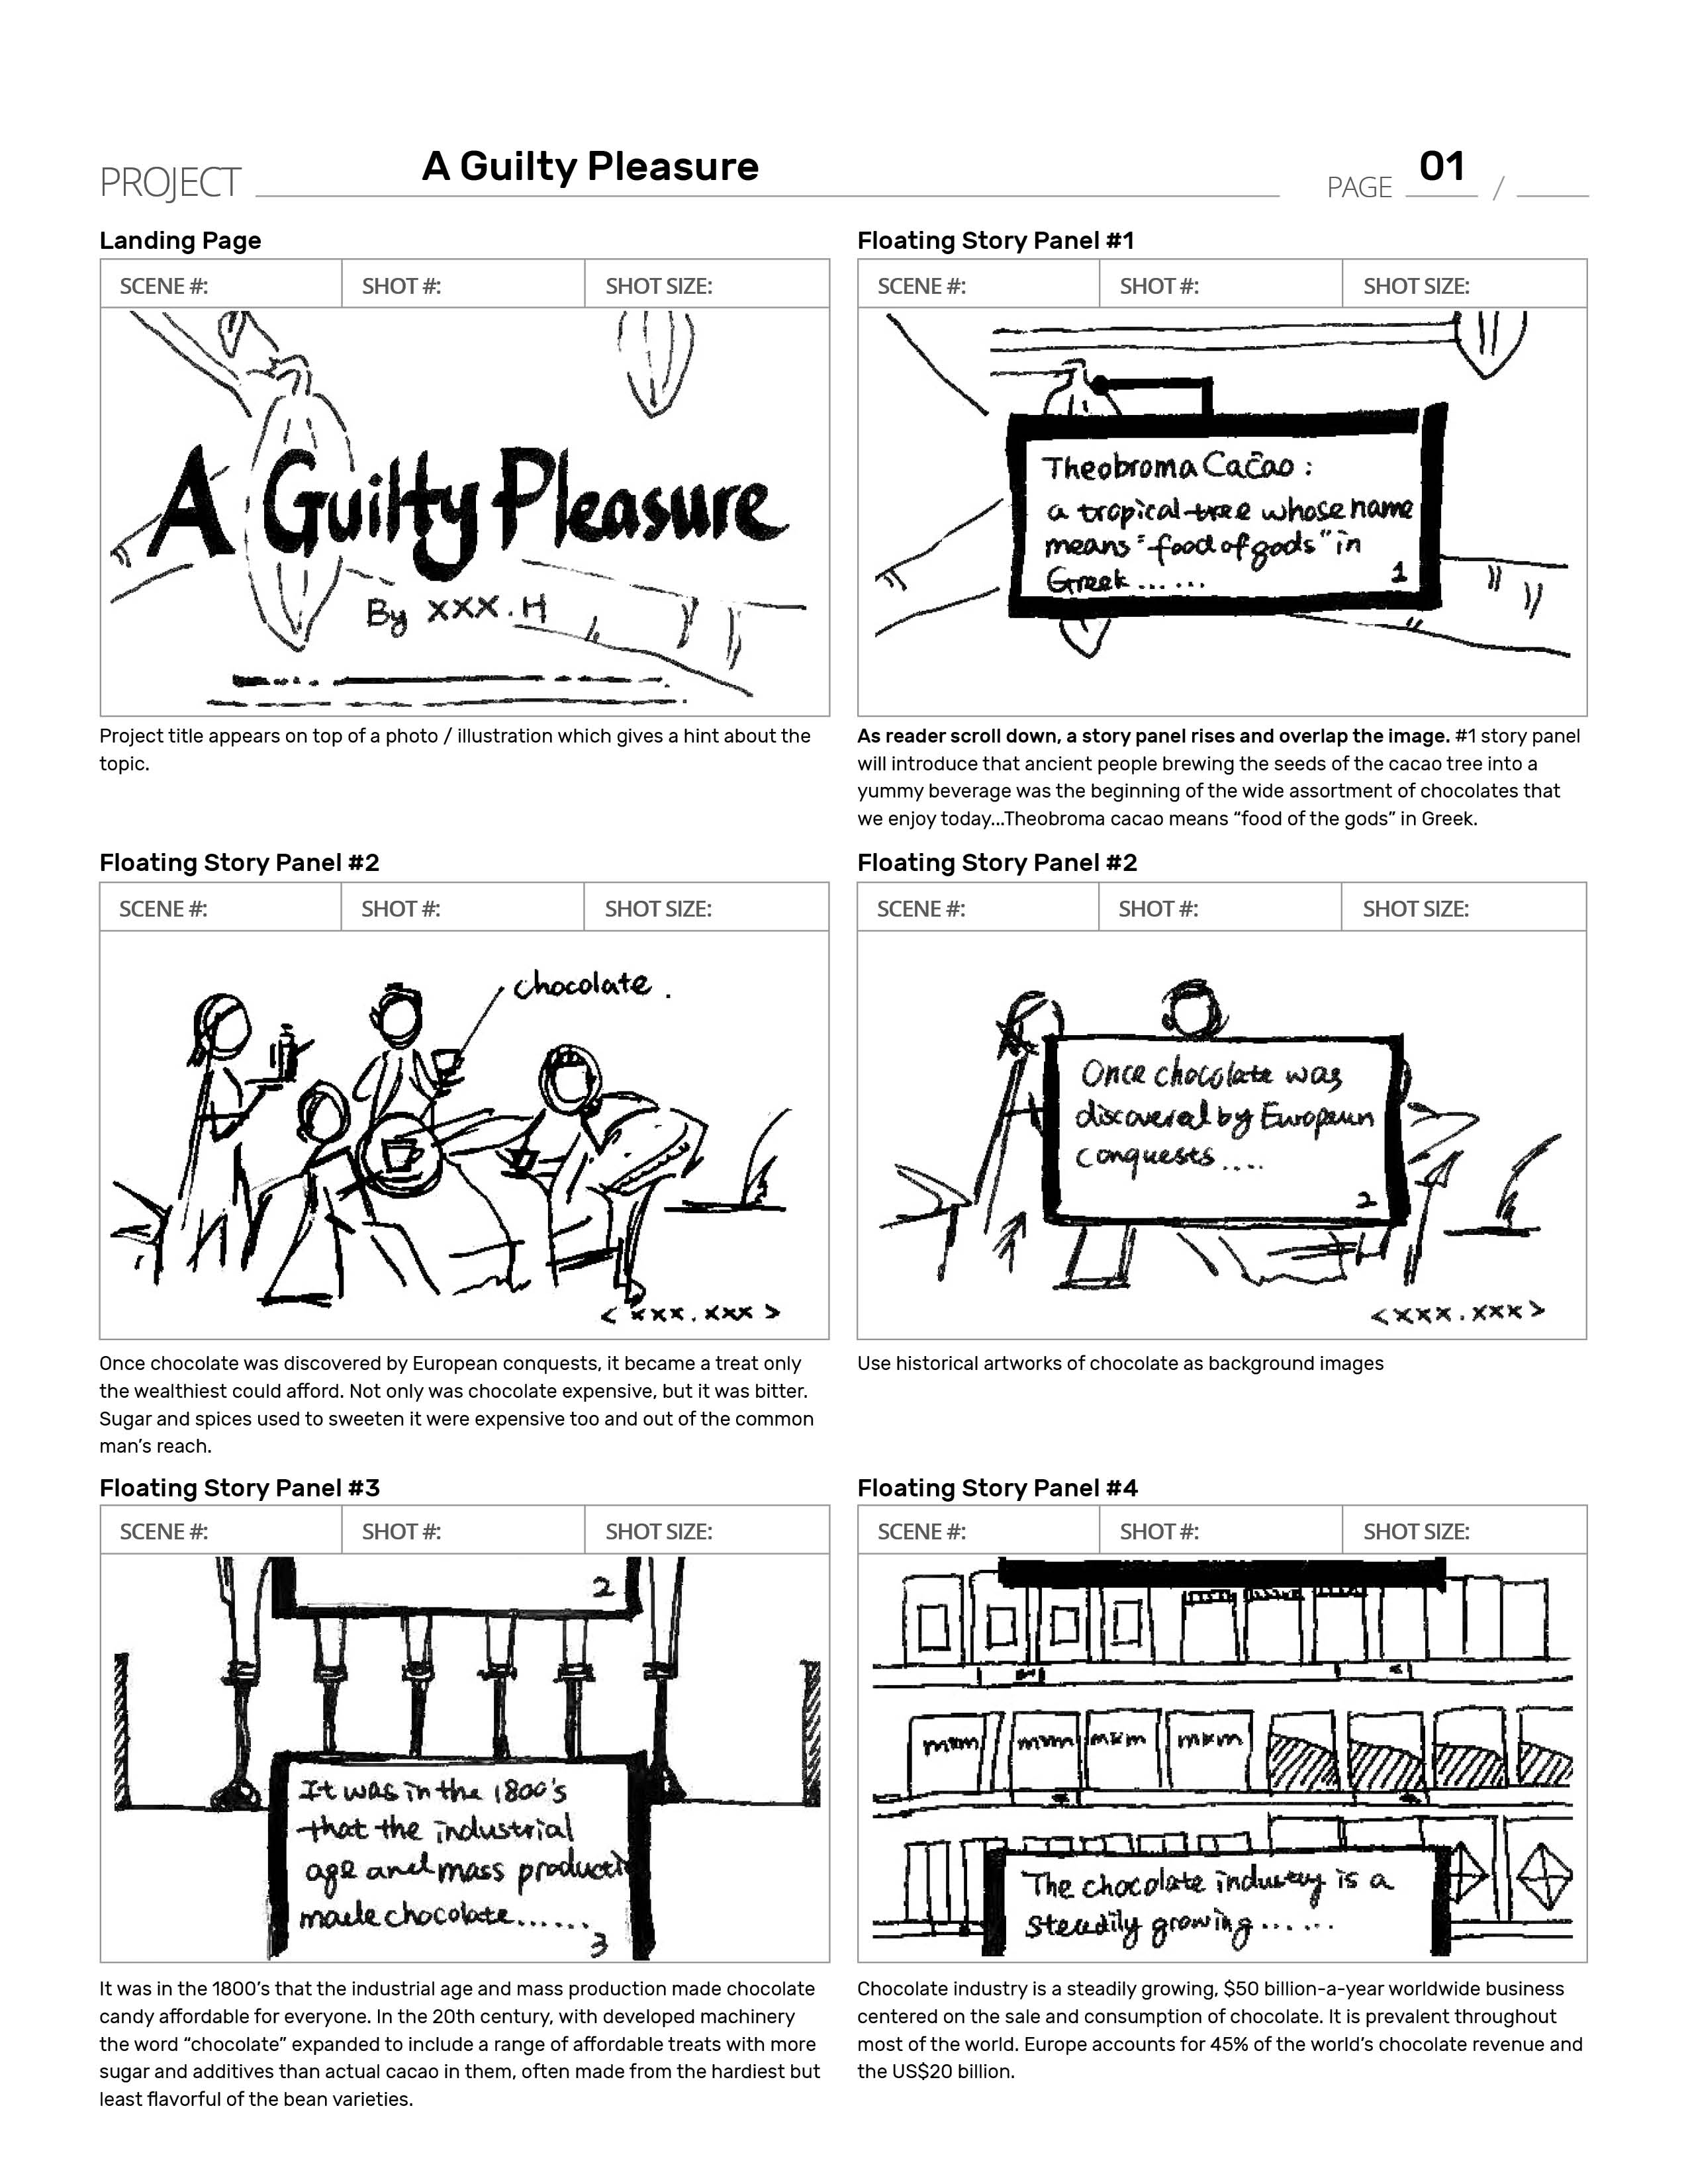 PROJECT A Guilty Pleasure PAGE 01 /
Landing Page
SCENE #: SHOT #: SHOT SIZE:
A Guilty Pleasure
By XXX.H
Project title appears on top of a photo / illustration which gives a hint about the
topic.
Floating Story Panel #1
SCENE #: SHOT #: SHOT SIZE:
Theobroma Cacao :
a tropical tree whose name
means "food of gods" in
Greek......
1
As reader scroll down, a story panel rises and overlap the image. #1 story panel
will introduce that ancient people brewing the seeds of the cacao tree into a
yummy beverage was the beginning of the wide assortment of chocolates that
we enjoy today...Theobroma cacao means “food of the gods” in Greek.
Floating Story Panel #2
SCENE #: SHOT #: SHOT SIZE:
chocolate.
<xxx.xxx>
Once chocolate was discovered by European conquests, it became a treat only
the wealthiest could afford. Not only was chocolate expensive, but it was bitter.
Sugar and spices used to sweeten it were expensive too and out of the common
man’s reach.
Floating Story Panel #2
SCENE #: SHOT #: SHOT SIZE:
Once chocolate was
discovered by European
conquests....
2
<xxx.xxx>
Use historical artworks of chocolate as background images
Floating Story Panel #3
SCENE #: SHOT #: SHOT SIZE:
2
It was in the 1800's
that the industrial
age and mass producti
made chocolate......
3
It was in the 1800’s that the industrial age and mass production made chocolate
candy affordable for everyone. In the 20th century, with developed machinery
the word “chocolate” expanded to include a range of affordable treats with more
sugar and additives than actual cacao in them, often made from the hardiest but
least flavorful of the bean varieties.
Floating Story Panel #4
SCENE #: SHOT #: SHOT SIZE:
The chocolate industry is a
steadily growing......
Chocolate industry is a steadily growing, $50 billion-a-year worldwide business
centered on the sale and consumption of chocolate. It is prevalent throughout
most of the world. Europe accounts for 45% of the world’s chocolate revenue and
the US$20 billion.